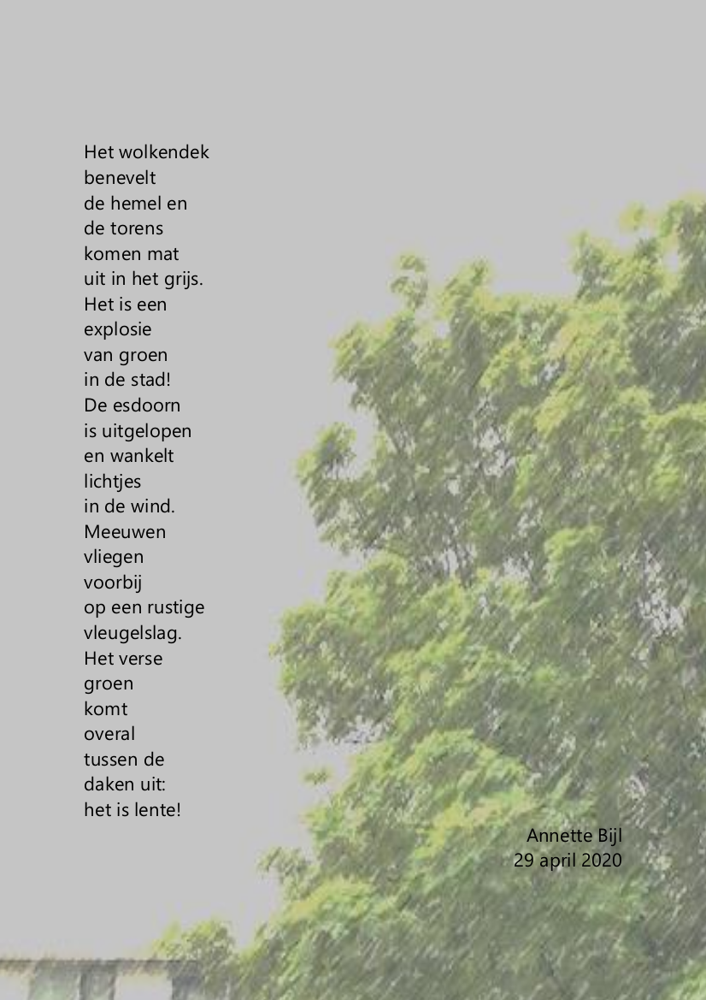 Het wolkendek
benevelt
de hemel en
de torens
komen mat
uit in het grijs.
Het is een
explosie
van groen
in de stad!
De esdoorn
is uitgelopen
en wankelt
lichtjes
in de wind.
Meeuwen
vliegen
voorbij
op een rustige
vleugelslag.
Het verse
groen
komt
overal
tussen de
daken uit:
het is lente!
Annette Bijl
29 april 2020